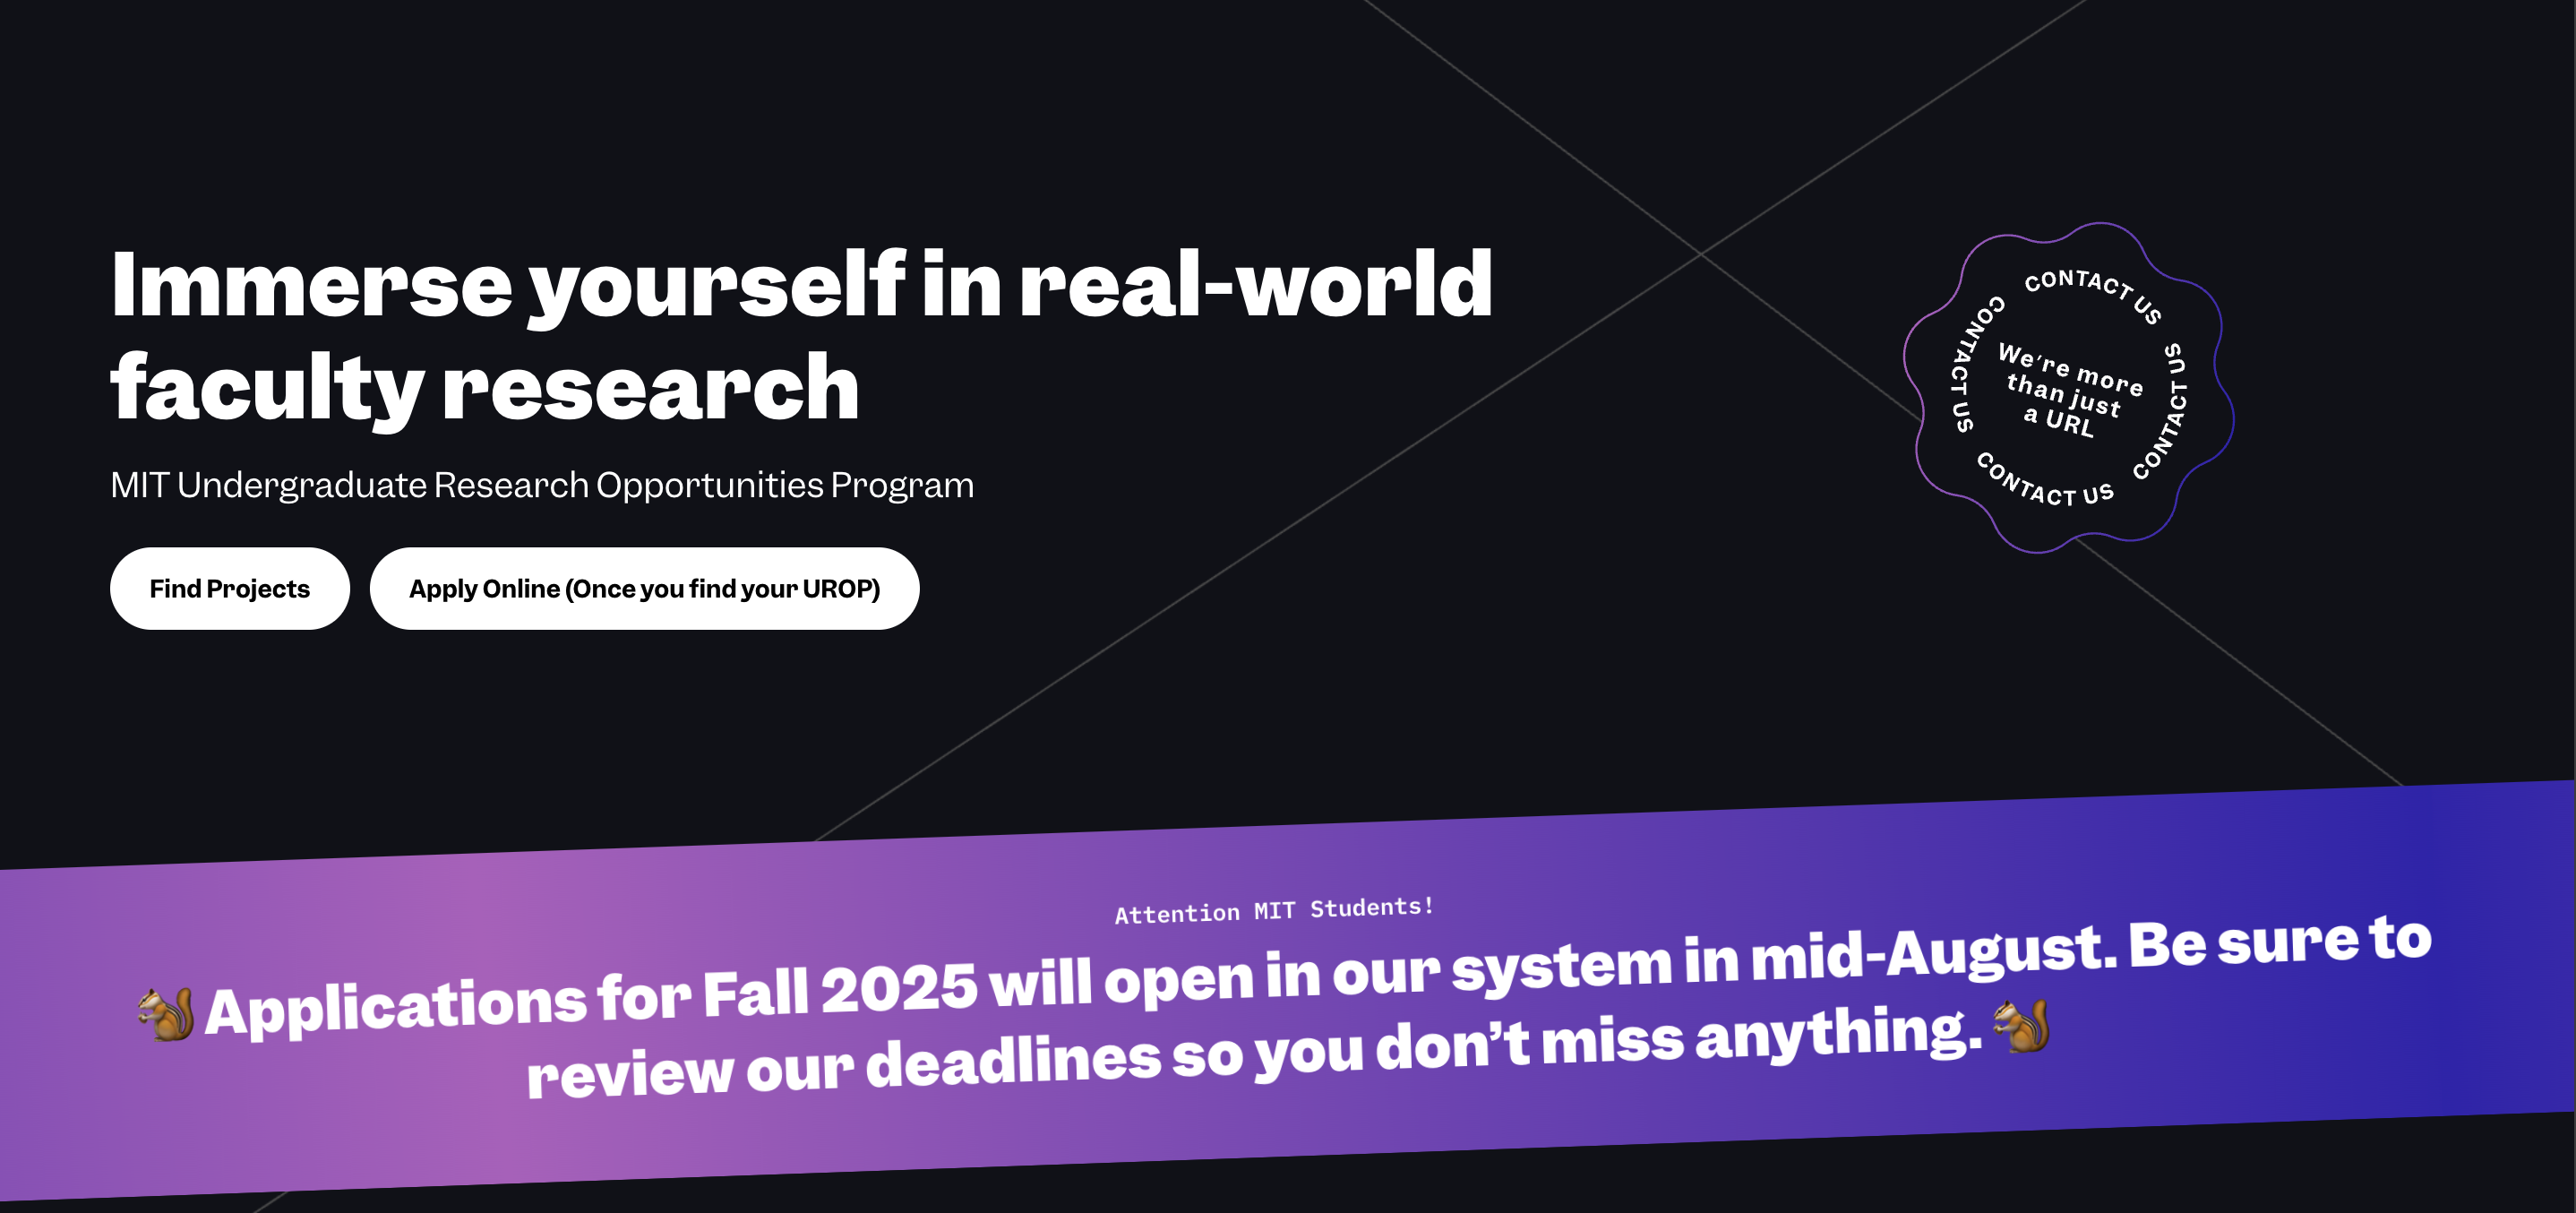 Immerse yourself in real-world
faculty research
MIT Undergraduate Research Opportunities Program
Find Projects
Apply Online (Once you find your UROP)
CONTACT US
CONTACT US
CONTACT US
CONTACT US
We're more
than just
a URL
Attention MIT Students!
🐿️ Applications for Fall 2025 will open in our system in mid-August. Be sure to
review our deadlines so you don’t miss anything. 🐿️